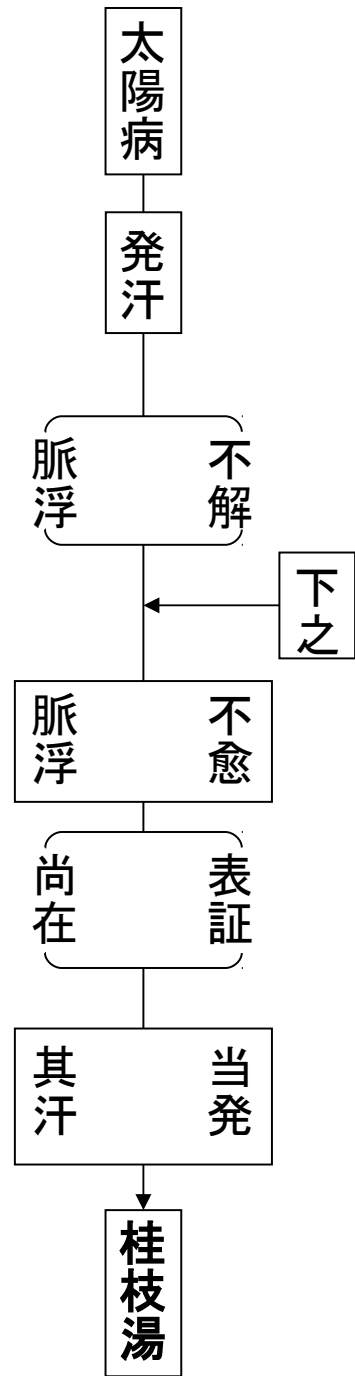 太陽病
発汗
不解
脈浮
下之
不愈
脈浮
表証
尚在
当発
其汗
桂枝湯